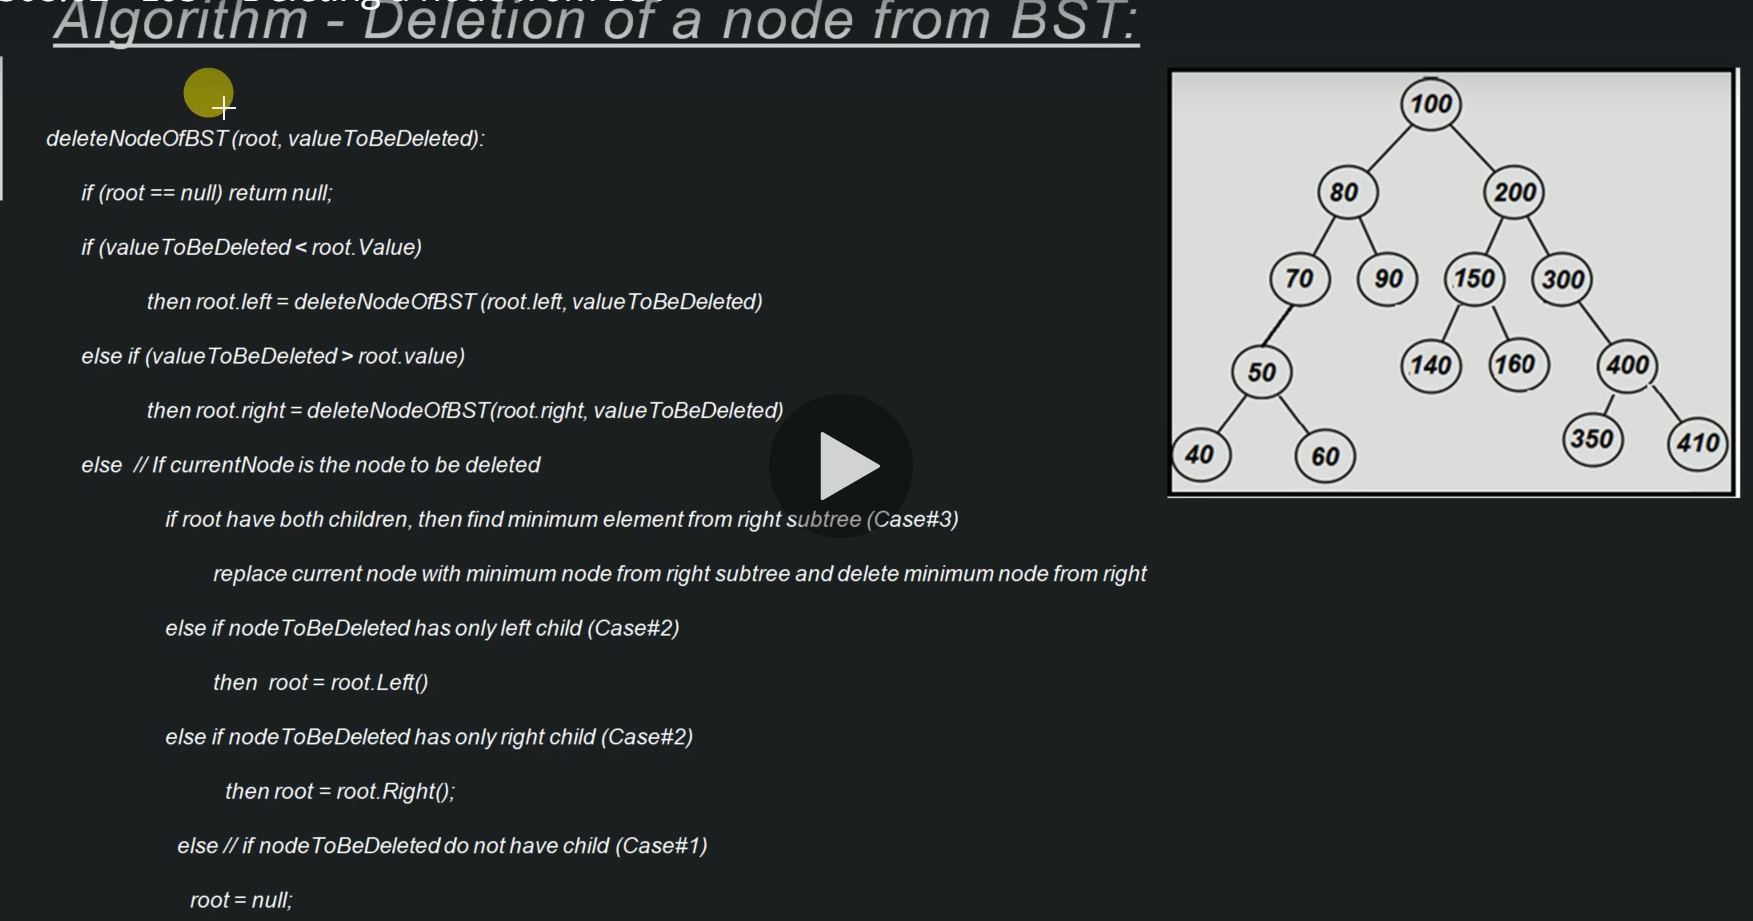 Algorithm - Deletion of a node from BST:
deleteNodeOfBST(root, valueToBeDeleted):
if (root == null) return null;
if (valueToBeDeleted < root.Value)
then root.left = deleteNodeOfBST (root.left, valueToBeDeleted)
else if (valueToBeDeleted > root.value)
then root.right = deleteNodeOfBST(root.right, valueToBeDeleted)
else // If currentNode is the node to be deleted
if root have both children, then find minimum element from right subtree (Case#3)
replace current node with minimum node from right subtree and delete minimum node from right
else if nodeToBeDeleted has only left child (Case#2)
then root = root.Left()
else if nodeToBeDeleted has only right child (Case#2)
then root = root.Right();
else // if nodeToBeDeleted do not have child (Case#1)
root = null;
100
80 200
70 90 150 300
50 140 160 400
40 60 350 410